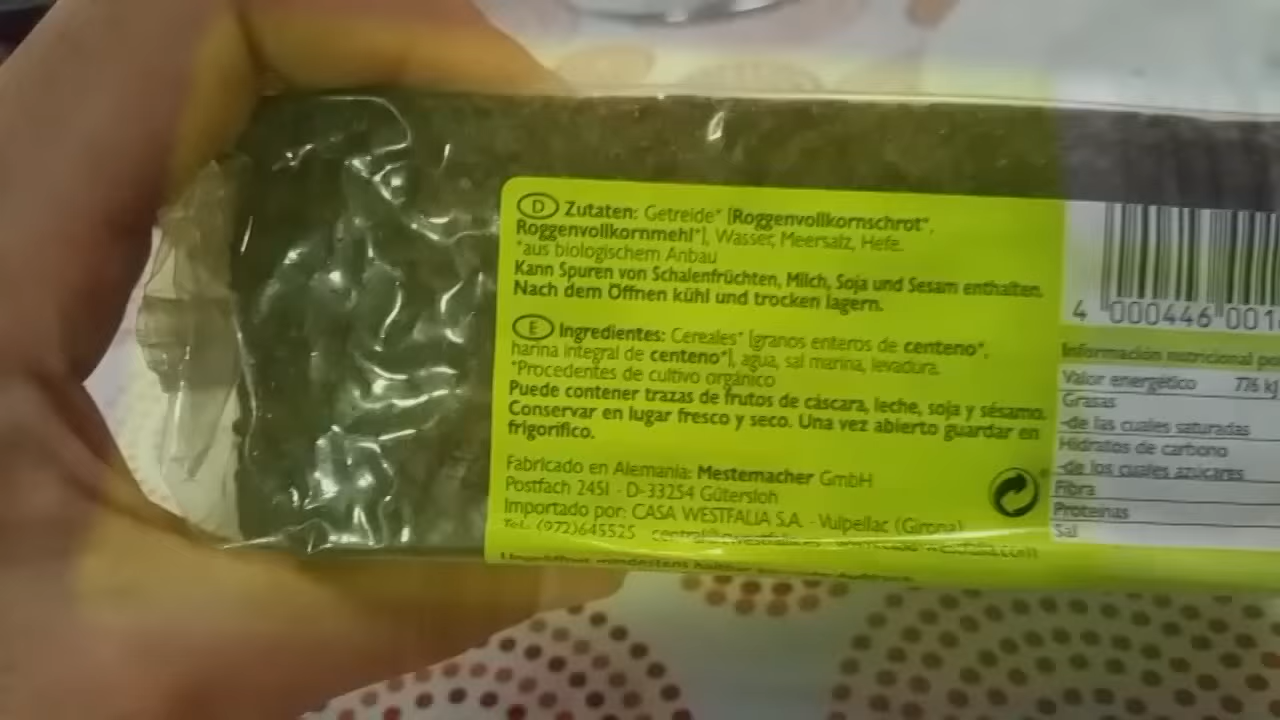 D Zutaten: Getreide* [Roggenvollkornschrot*,
Roggenvollkornmehl*], Wasser, Meersalz, Hefe.
*aus biologischem Anbau
Kann Spuren von Schalenfrüchten, Milch, Soja und Sesam enthalten.
Nach dem Öffnen kühl und trocken lagern.
E Ingredientes: Cereales* [granos enteros de centeno*,
harina integral de centeno*], agua, sal marina, levadura.
*Procedentes de cultivo orgánico
Puede contener trazas de frutos de cáscara, leche, soja y sésamo.
Conservar en lugar fresco y seco. Una vez abierto guardar en
frigorífico.
Fabricado en Alemania: Mestemacher GmbH
Postfach 2451 - D-33254 Gütersloh
Importado por: CASA WESTFALIA S.A. - Vulpellac (Girona)
Tel.: (972)645525
4 000446 001
Información nutricional
Valor energético 776 kJ
Grasas
-de las cuales saturadas
Hidratos de carbono
-de los cuales azúcares
Fibra
Proteínas
Sal